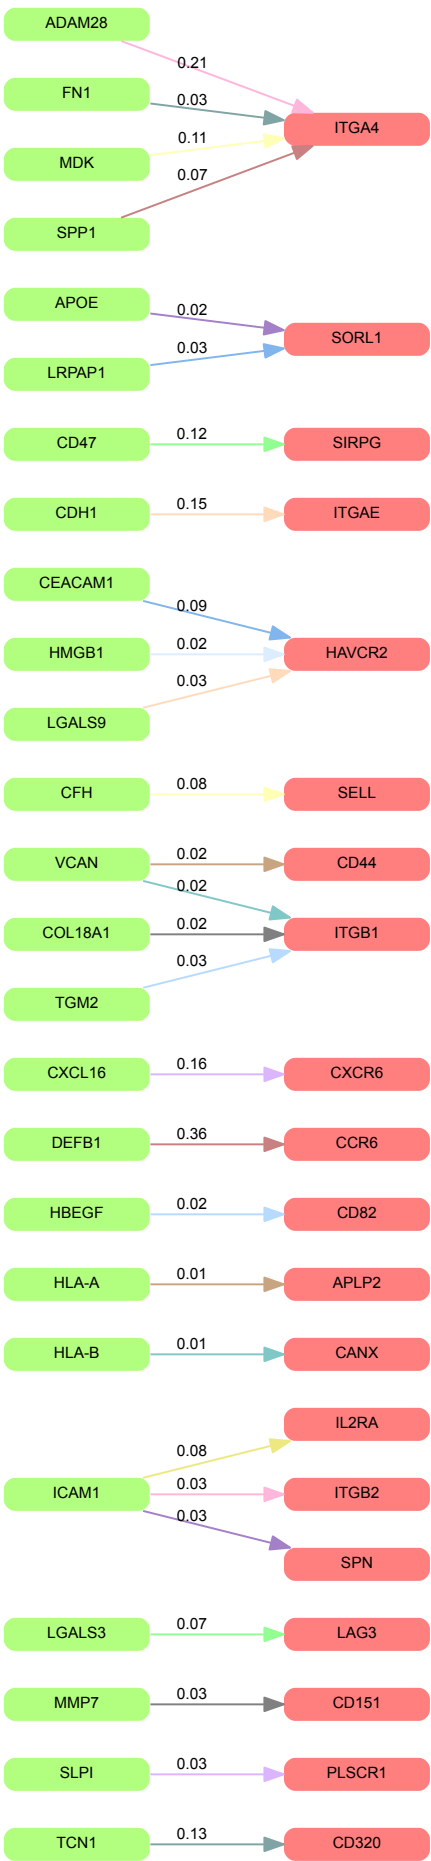 ADAM28
0.21
FN1
0.03
ITGA4
MDK
0.11
0.07
SPP1
APOE
0.02
SORL1
LRPAP1
0.03
CD47
0.12
SIRPG
CDH1
0.15
ITGAE
CEACAM1
0.09
HMGB1
0.02
HAVCR2
0.03
LGALS9
CFH
0.08
SELL
VCAN
0.02
CD44
0.02
COL18A1
0.02
ITGB1
0.03
TGM2
CXCL16
0.16
CXCR6
DEFB1
0.36
CCR6
HBEGF
0.02
CD82
HLA-A
0.01
APLP2
HLA-B
0.01
CANX
IL2RA
0.08
ICAM1
0.03
ITGB2
0.03
SPN
LGALS3
0.07
LAG3
MMP7
0.03
CD151
SLPI
0.03
PLSCR1
TCN1
0.13
CD320